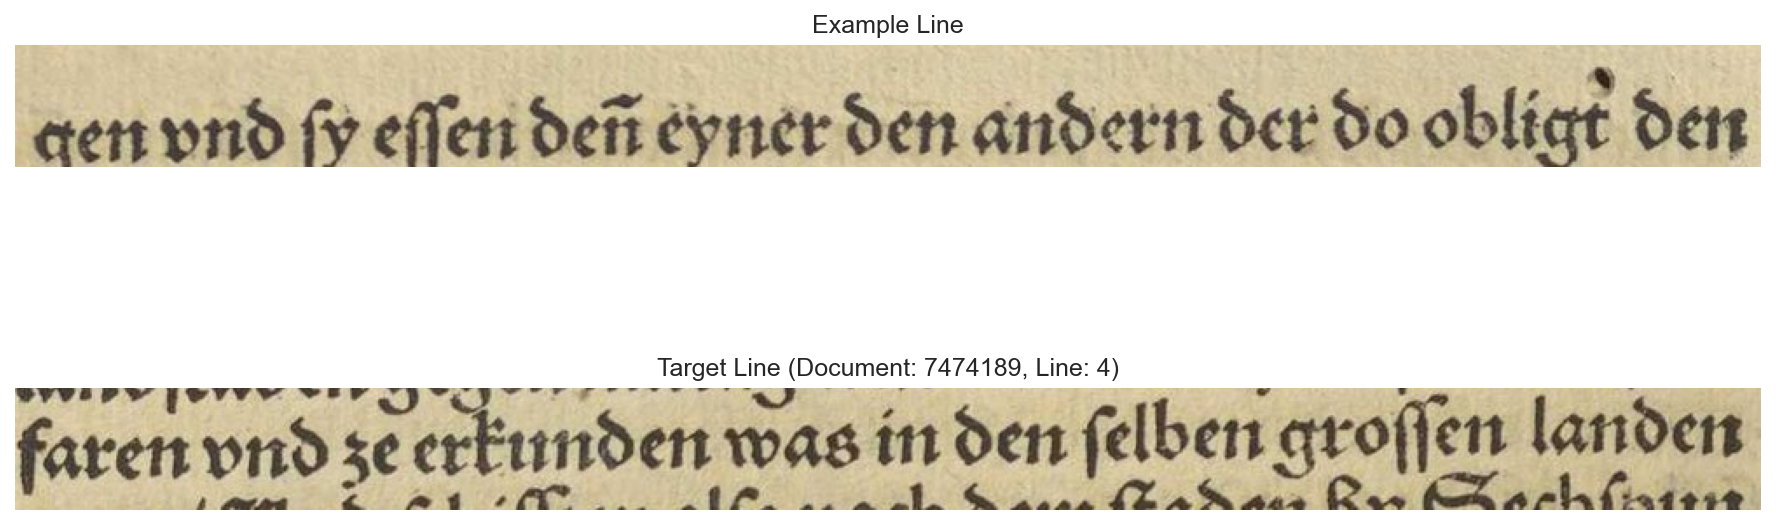 Example Line
gen vnd ſy eſſen den̄ eyner den andern der do obligt den
Target Line (Document: 7474189, Line: 4)
faren vnd ze erkunden was in den ſelben groſſen landen